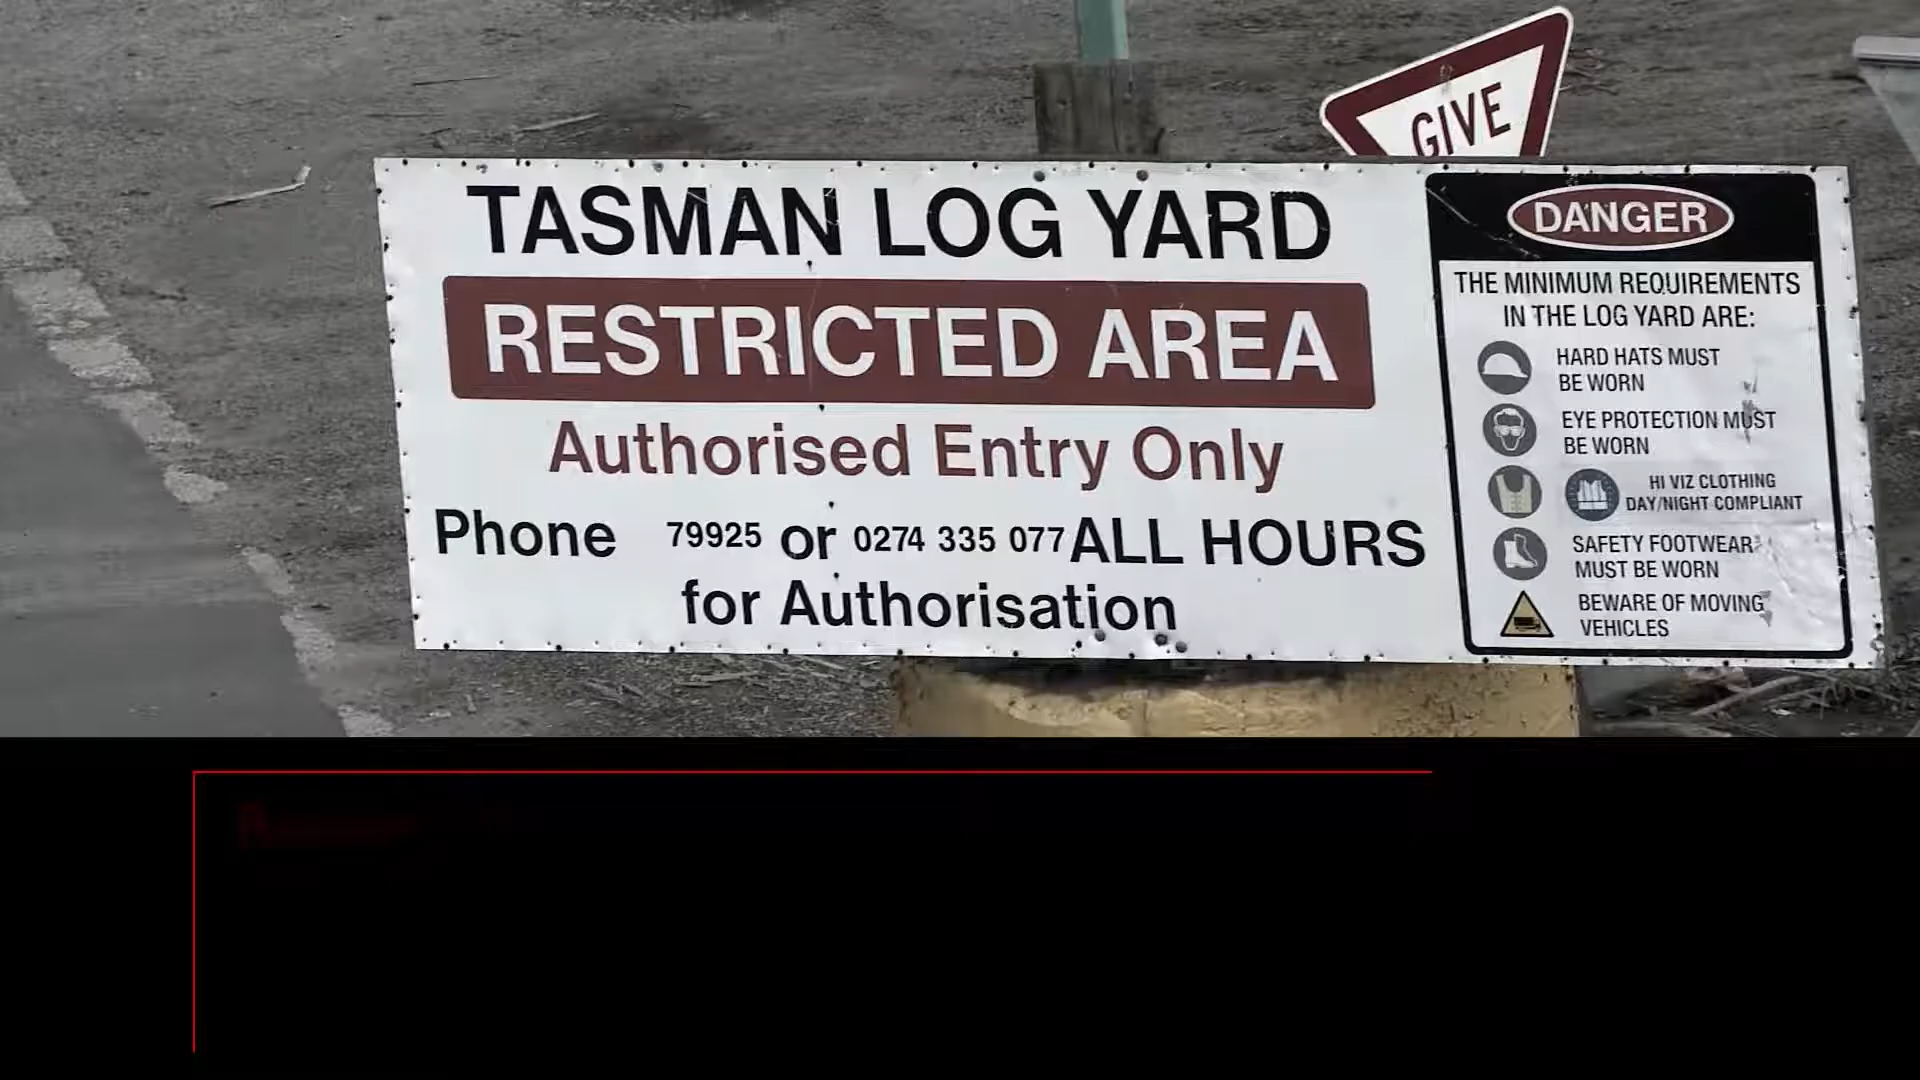 GIVE
TASMAN LOG YARD
RESTRICTED AREA
Authorised Entry Only
Phone 79925 or 0274 335 077 ALL HOURS
for Authorisation
DANGER
THE MINIMUM REQUIREMENTS
IN THE LOG YARD ARE:
HARD HATS MUST
BE WORN
EYE PROTECTION MUST
BE WORN
HI VIZ CLOTHING
DAY/NIGHT COMPLIANT
SAFETY FOOTWEAR
MUST BE WORN
BEWARE OF MOVING
VEHICLES